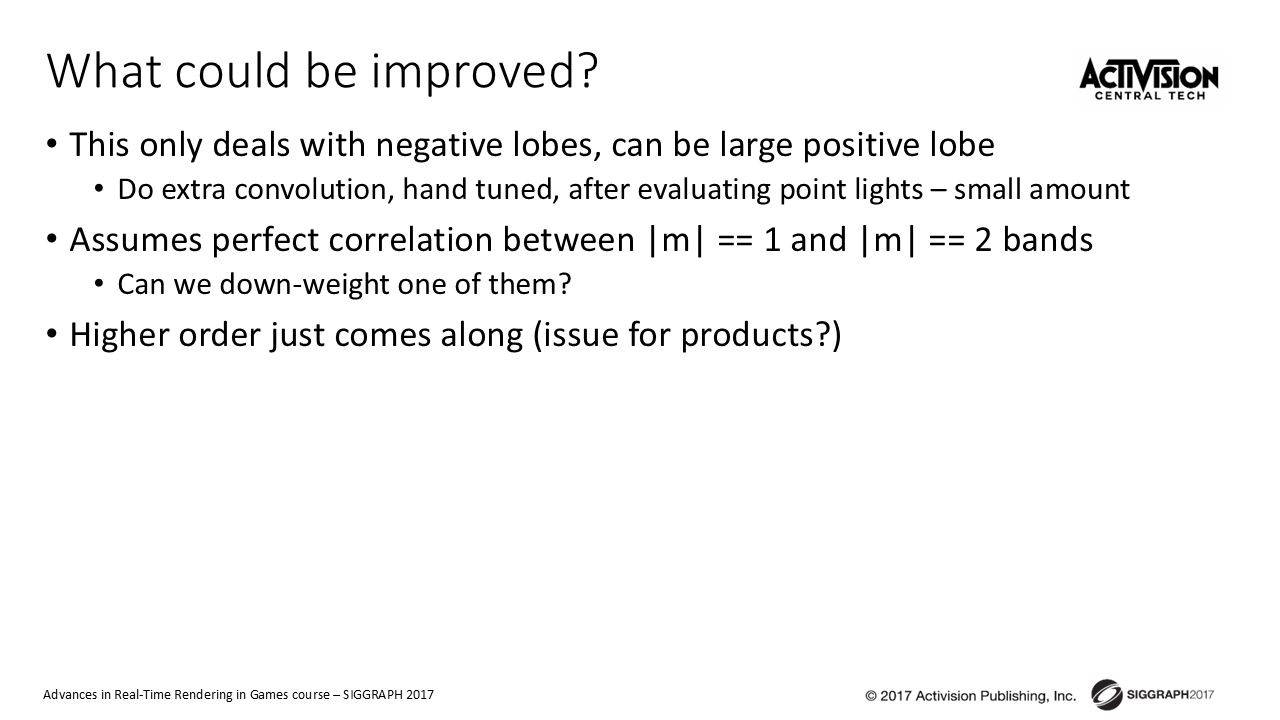 What could be improved?
ACTIVISION
CENTRAL TECH
• This only deals with negative lobes, can be large positive lobe
• Do extra convolution, hand tuned, after evaluating point lights – small amount
• Assumes perfect correlation between |m| == 1 and |m| == 2 bands
• Can we down-weight one of them?
• Higher order just comes along (issue for products?)
Advances in Real-Time Rendering in Games course – SIGGRAPH 2017
© 2017 Activision Publishing, Inc.
SIGGRAPH2017